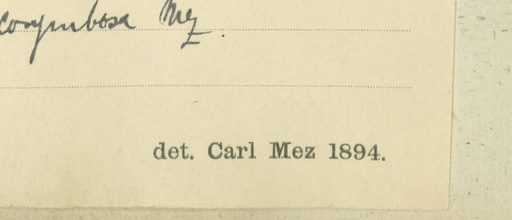 corymbosa Mez.
det. Carl Mez 1894.